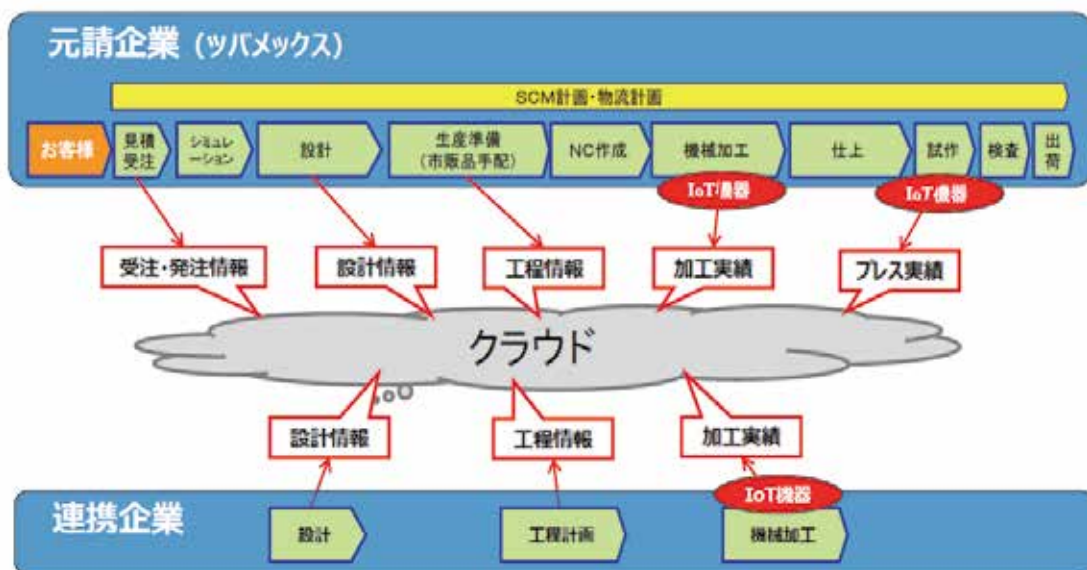 元請企業 (ツバメックス)
SCM計画・物流計画
お客様
見積
受注
シミュレ
ーション
設計
生産準備
(市販品手配)
NC作成
機械加工
仕上
試作
検査
出
荷
IoT機器
IoT機器
受注・発注情報
設計情報
工程情報
加工実績
プレス実績
クラウド
設計情報
工程情報
加工実績
IoT機器
連携企業
設計
工程計画
機械加工